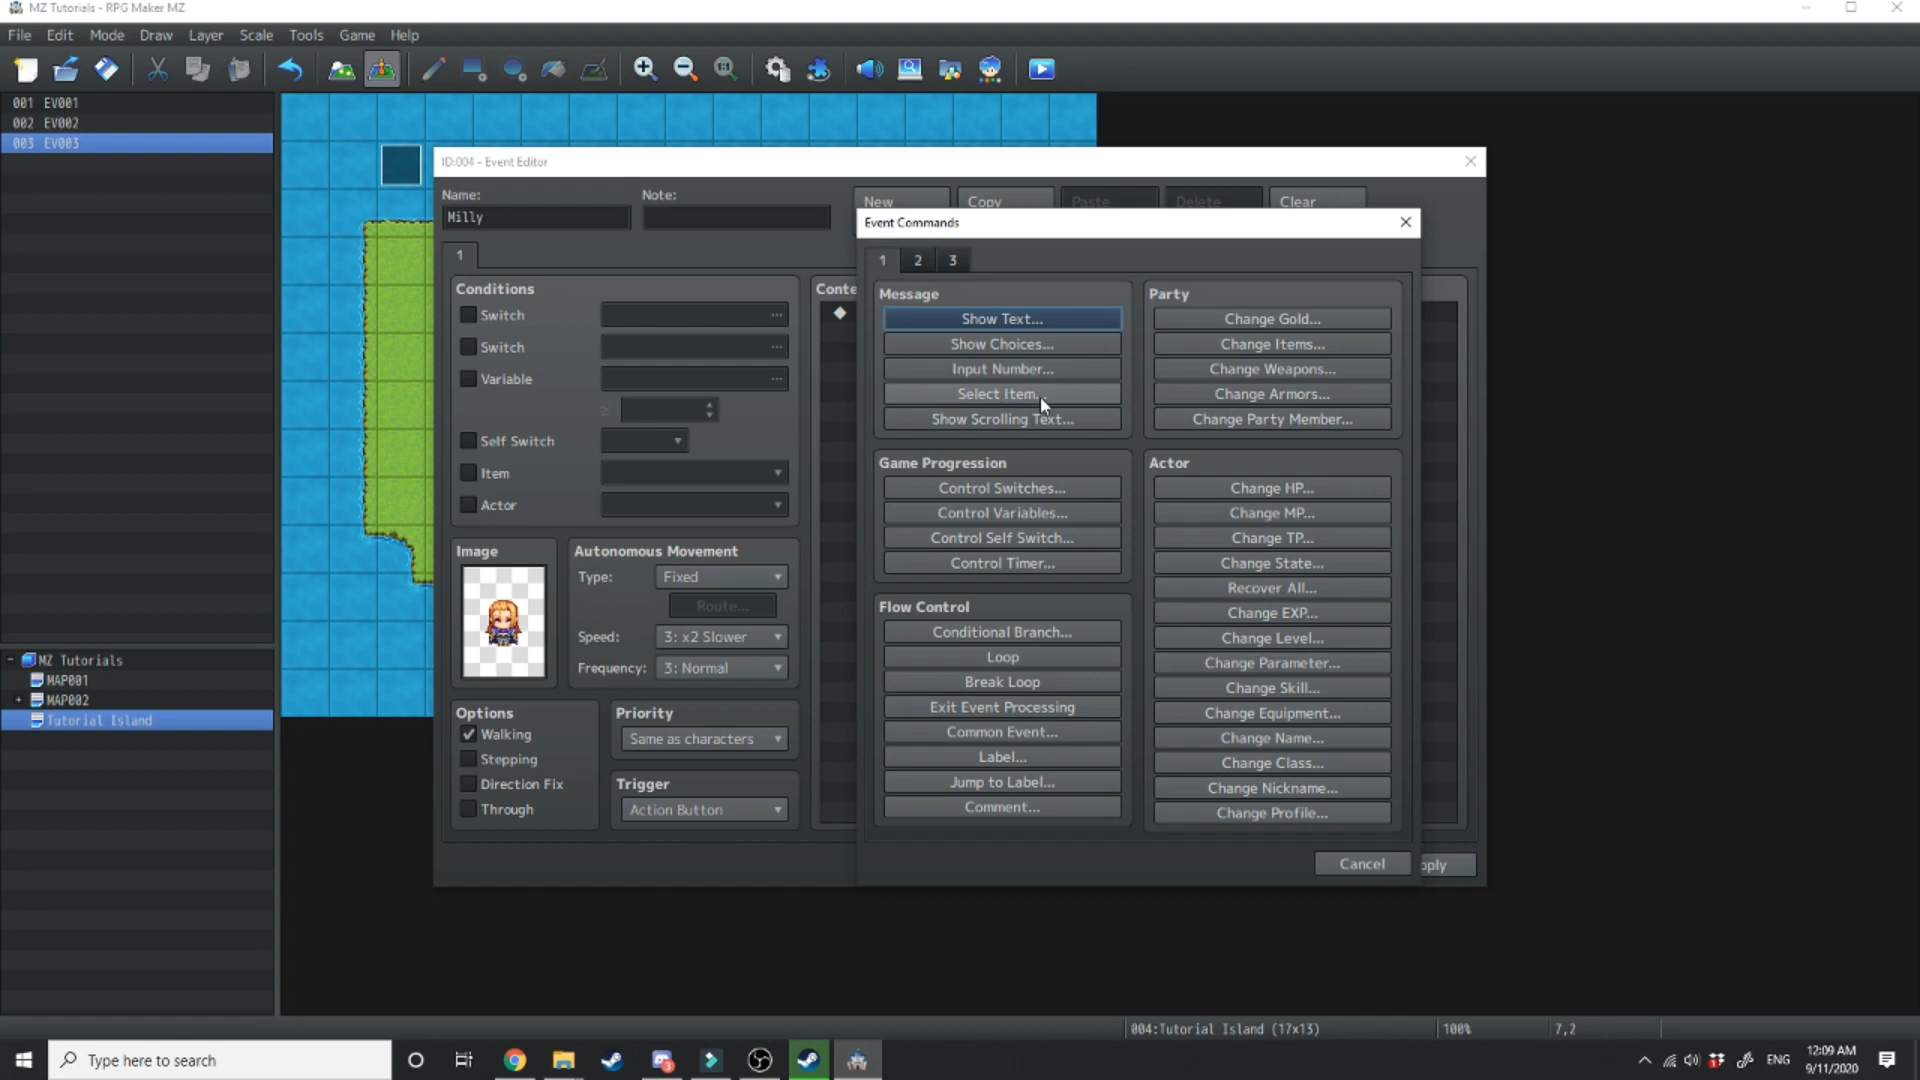 MZ Tutorials - RPG Maker MZ
File Edit Mode Draw Layer Scale Tools Game Help
001 EV001
002 EV002
003 EV003
ID:004 - Event Editor
Name:
Note:
Milly
New
Copy
Paste
Delete
Clear
1
Conditions
Switch
Switch
Variable
≥
Self Switch
Item
Actor
Image
Autonomous Movement
Type:
Fixed
Route...
Speed:
3: x2 Slower
Frequency:
3: Normal
Options
Walking
Stepping
Direction Fix
Through
Priority
Same as characters
Trigger
Action Button
Conte
Event Commands
1 2 3
Message
Show Text...
Show Choices...
Input Number...
Select Item...
Show Scrolling Text...
Game Progression
Control Switches...
Control Variables...
Control Self Switch...
Control Timer...
Flow Control
Conditional Branch...
Loop
Break Loop
Exit Event Processing
Common Event...
Label...
Jump to Label...
Comment...
Party
Change Gold...
Change Items...
Change Weapons...
Change Armors...
Change Party Member...
Actor
Change HP...
Change MP...
Change TP...
Change State...
Recover All...
Change EXP...
Change Level...
Change Parameter...
Change Skill...
Change Equipment...
Change Name...
Change Class...
Change Nickname...
Change Profile...
Cancel
pply
MZ Tutorials
MAP001
MAP002
Tutorial Island
004:Tutorial Island (17x13)
100%
7,2
Type here to search
ENG
12:09 AM
9/11/2020